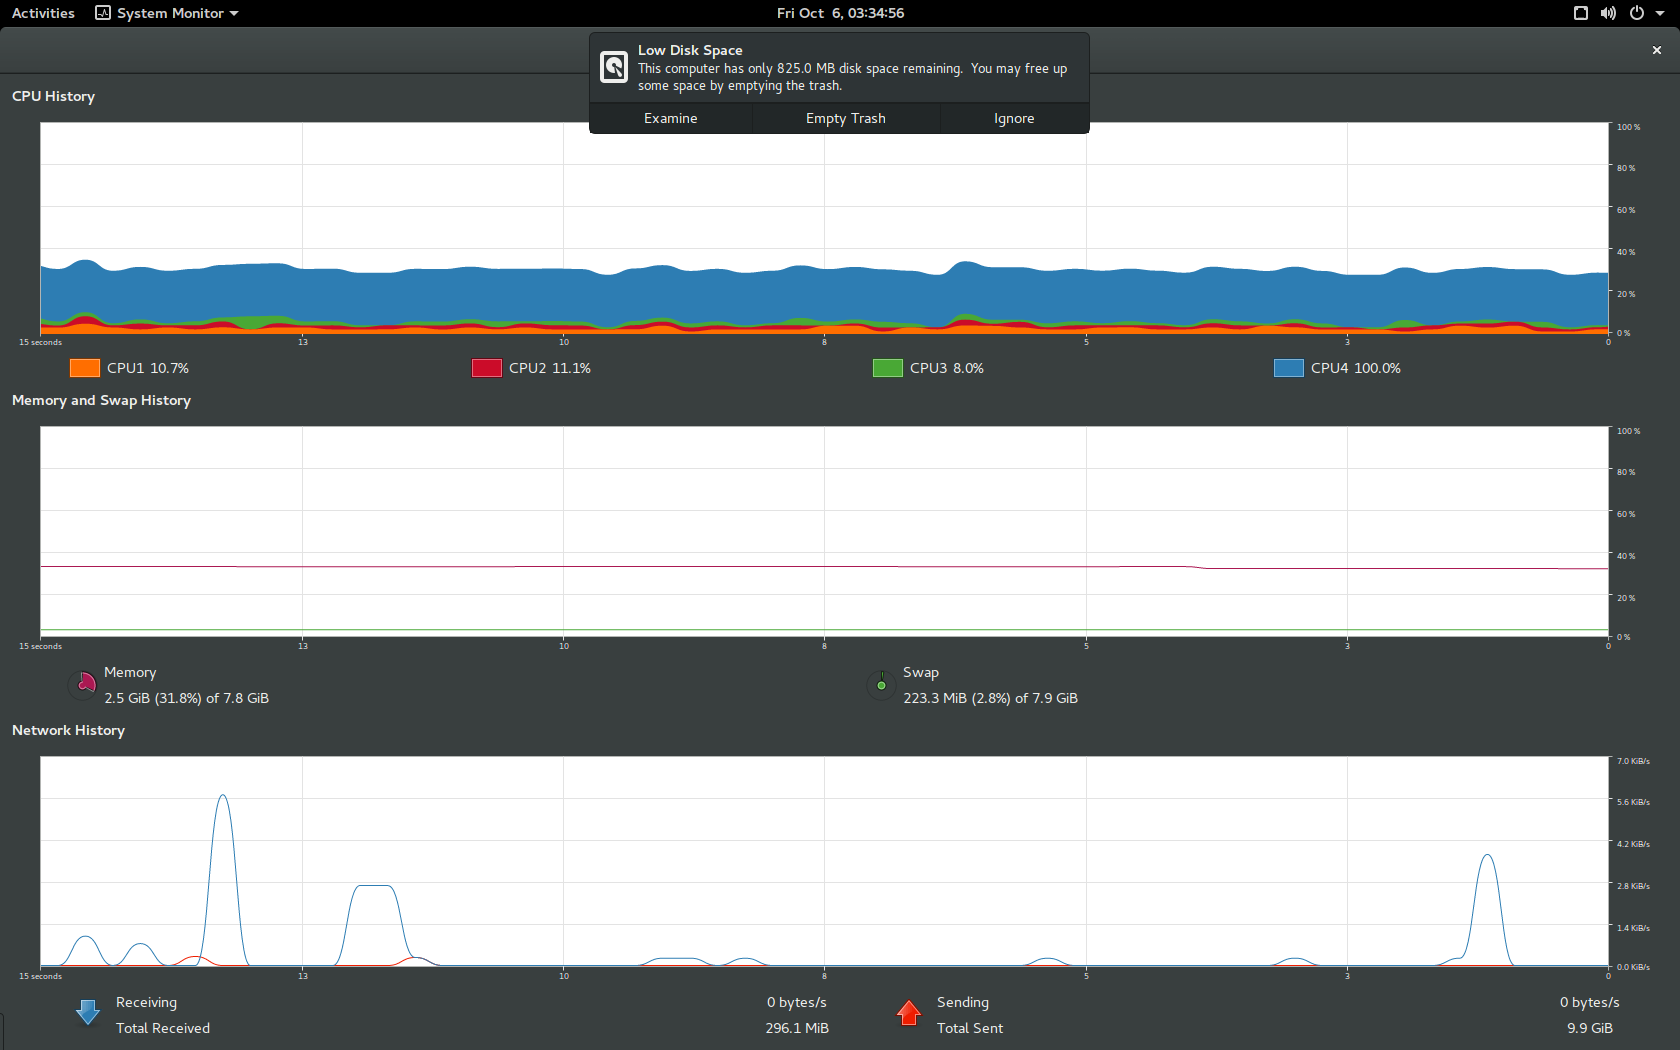 Activities
System Monitor
Fri Oct 6, 03:34:56
Low Disk Space
This computer has only 825.0 MB disk space remaining. You may free up
some space by emptying the trash.
Examine
Empty Trash
Ignore
CPU History
100 %
80 %
60 %
40 %
20 %
0 %
15 seconds
13
10
8
5
3
0
CPU1 10.7%
CPU2 11.1%
CPU3 8.0%
CPU4 100.0%
Memory and Swap History
100 %
80 %
60 %
40 %
20 %
0 %
15 seconds
13
10
8
5
3
0
Memory
2.5 GiB (31.8%) of 7.8 GiB
Swap
223.3 MiB (2.8%) of 7.9 GiB
Network History
7.0 KiB/s
5.6 KiB/s
4.2 KiB/s
2.8 KiB/s
1.4 KiB/s
0.0 KiB/s
15 seconds
13
10
8
5
3
0
Receiving
0 bytes/s
Total Received
296.1 MiB
Sending
0 bytes/s
Total Sent
9.9 GiB